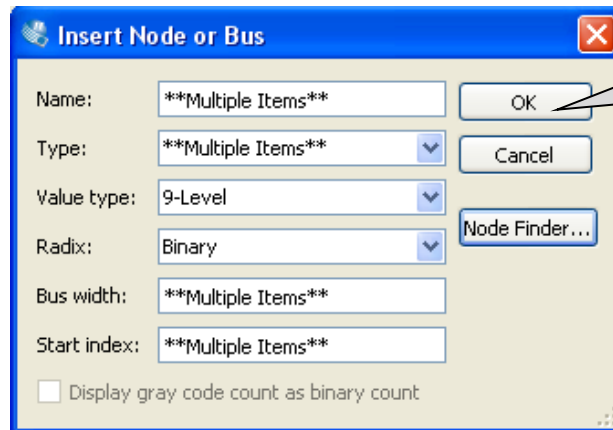 Insert Node or Bus
Name: **Multiple Items** OK
Type: **Multiple Items** Cancel
Value type: 9-Level
Node Finder...
Radix: Binary
Bus width: **Multiple Items**
Start index: **Multiple Items**
Display gray code count as binary count